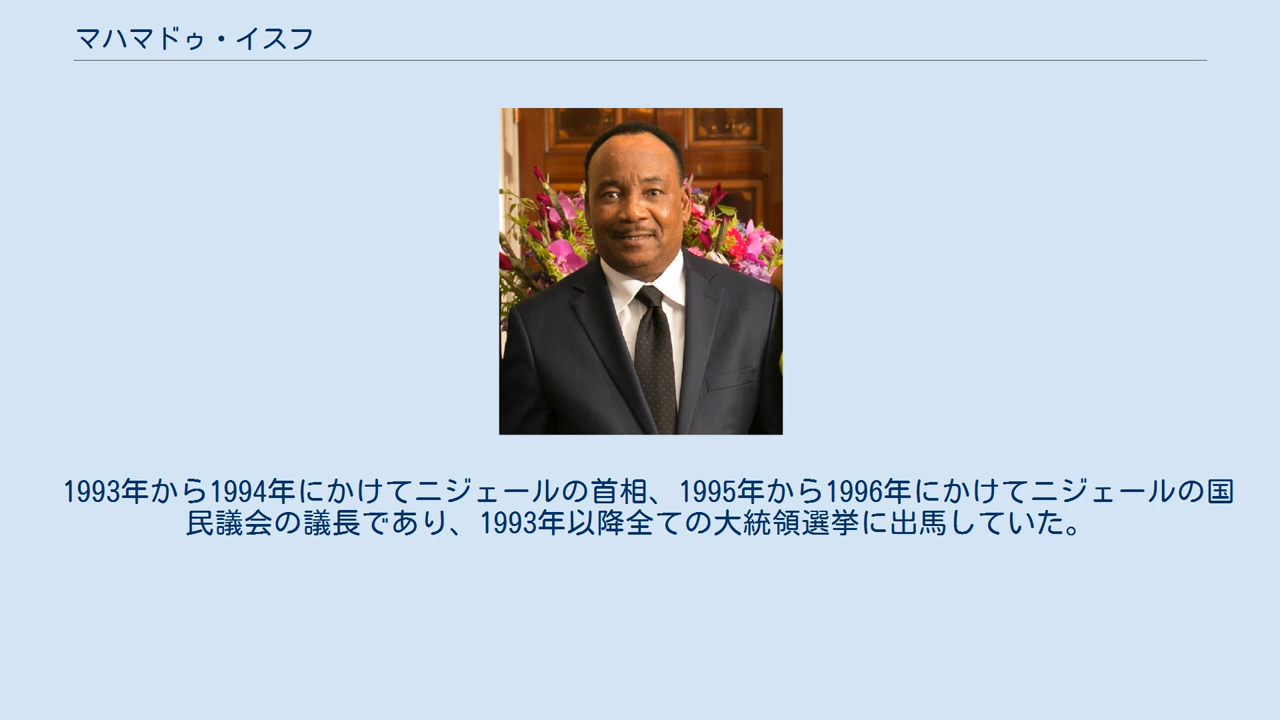 マハマドゥ・イスフ
1993年から1994年にかけてニジェールの首相、1995年から1996年にかけてニジェールの国
民議会の議長であり、1993年以降全ての大統領選挙に出馬していた。